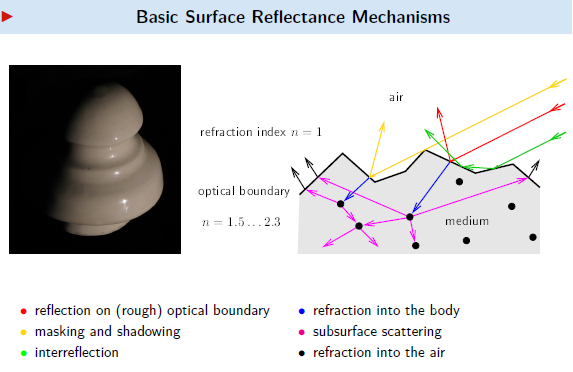 Basic Surface Reflectance Mechanisms
air
refraction index n = 1
optical boundary
n = 1.5 . . . 2.3
medium
reflection on (rough) optical boundary
masking and shadowing
interreflection
refraction into the body
subsurface scattering
refraction into the air